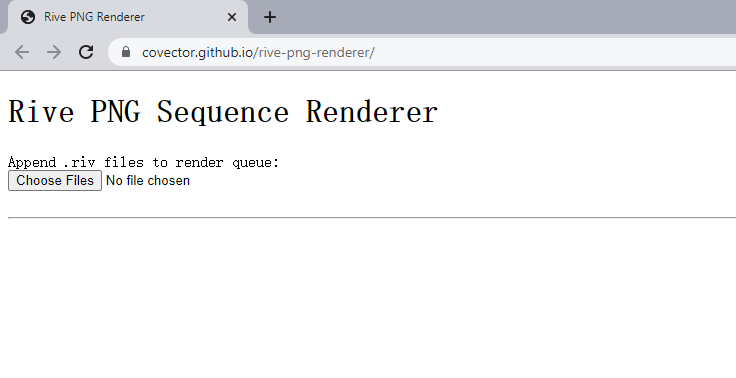 Rive PNG Renderer
covector.github.io/rive-png-renderer/
Rive PNG Sequence Renderer
Append .riv files to render queue:
Choose Files No file chosen